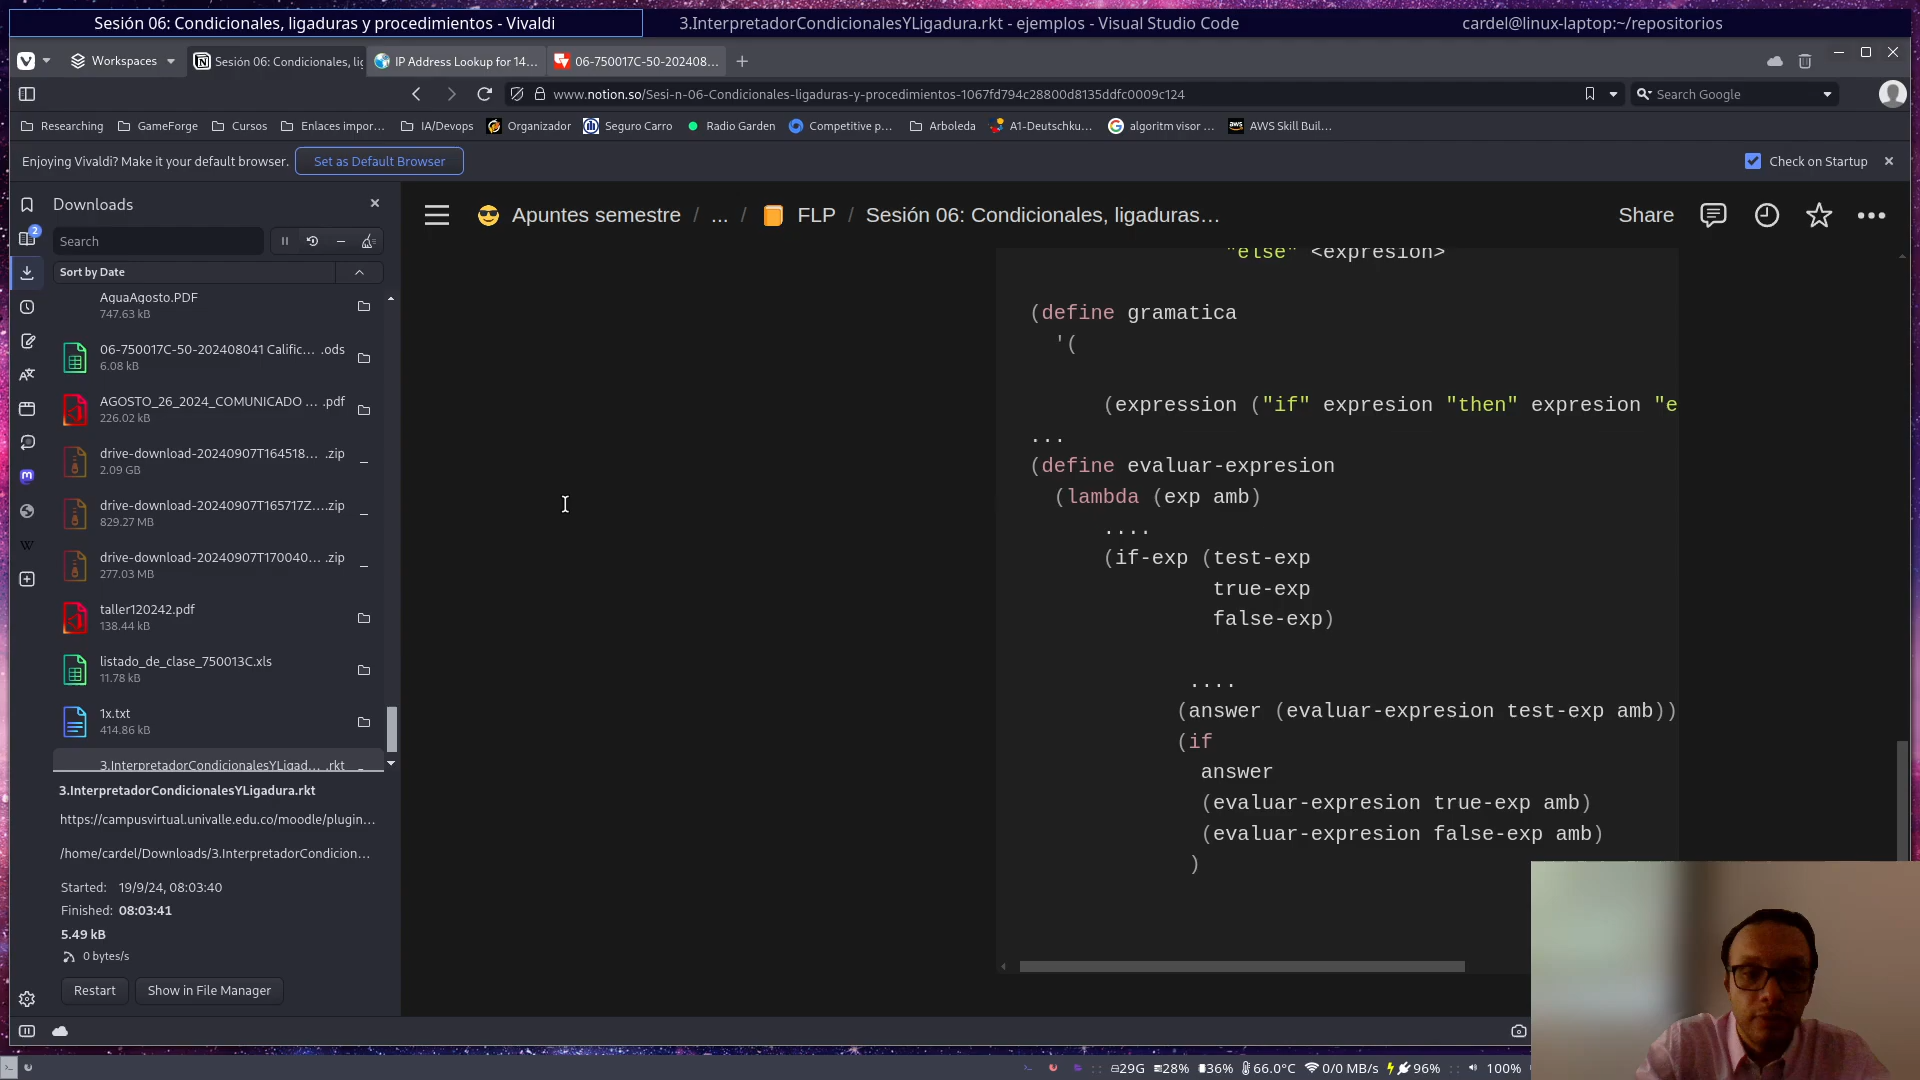 Sesión 06: Condicionales, ligaduras y procedimientos - Vivaldi
3.InterpretadorCondicionalesYLigadura.rkt - ejemplos - Visual Studio Code
cardel@linux-laptop:~/repositorios
Workspaces
Sesión 06: Condicionales, lig
IP Address Lookup for 14...
06-750017C-50-202408...
www.notion.so/Sesi-n-06-Condicionales-ligaduras-y-procedimientos-1067fd794c28800d8135ddfc0009c124
Search Google
Researching
GameForge
Cursos
Enlaces impor...
IA/Devops
Organizador
Seguro Carro
Radio Garden
Competitive p...
Arboleda
A1-Deutschku...
algoritm visor ...
AWS Skill Buil...
Enjoying Vivaldi? Make it your default browser.
Set as Default Browser
Check on Startup
Downloads
2
Search
Sort by Date
AguaAgosto.PDF
747.63 kB
06-750017C-50-202408041 Calific... .ods
6.08 kB
AGOSTO_26_2024_COMUNICADO ... .pdf
226.02 kB
drive-download-20240907T164518... .zip
2.09 GB
drive-download-20240907T165717Z... .zip
829.27 MB
drive-download-20240907T170040... .zip
277.03 MB
taller120242.pdf
138.44 kB
listado_de_clase_750013C.xls
11.78 kB
1x.txt
414.86 kB
3.InterpretadorCondicionalesYLigad... .rkt
3.InterpretadorCondicionalesYLigadura.rkt
https://campusvirtual.univalle.edu.co/moodle/plugin...
/home/cardel/Downloads/3.InterpretadorCondicion...
Started: 19/9/24, 08:03:40
Finished: 08:03:41
5.49 kB
0 bytes/s
Restart
Show in File Manager
Apuntes semestre / ... / FLP / Sesión 06: Condicionales, ligaduras...
Share
"else" <expresion>
(define gramatica
'(
(expression ("if" expresion "then" expresion "e
...
(define evaluar-expresion
(lambda (exp amb)
....
(if-exp (test-exp
true-exp
false-exp)
....
(answer (evaluar-expresion test-exp amb))
(if
answer
(evaluar-expresion true-exp amb)
(evaluar-expresion false-exp amb)
)
29G
28%
36%
66.0°C
0/0 MB/s
96%
100%